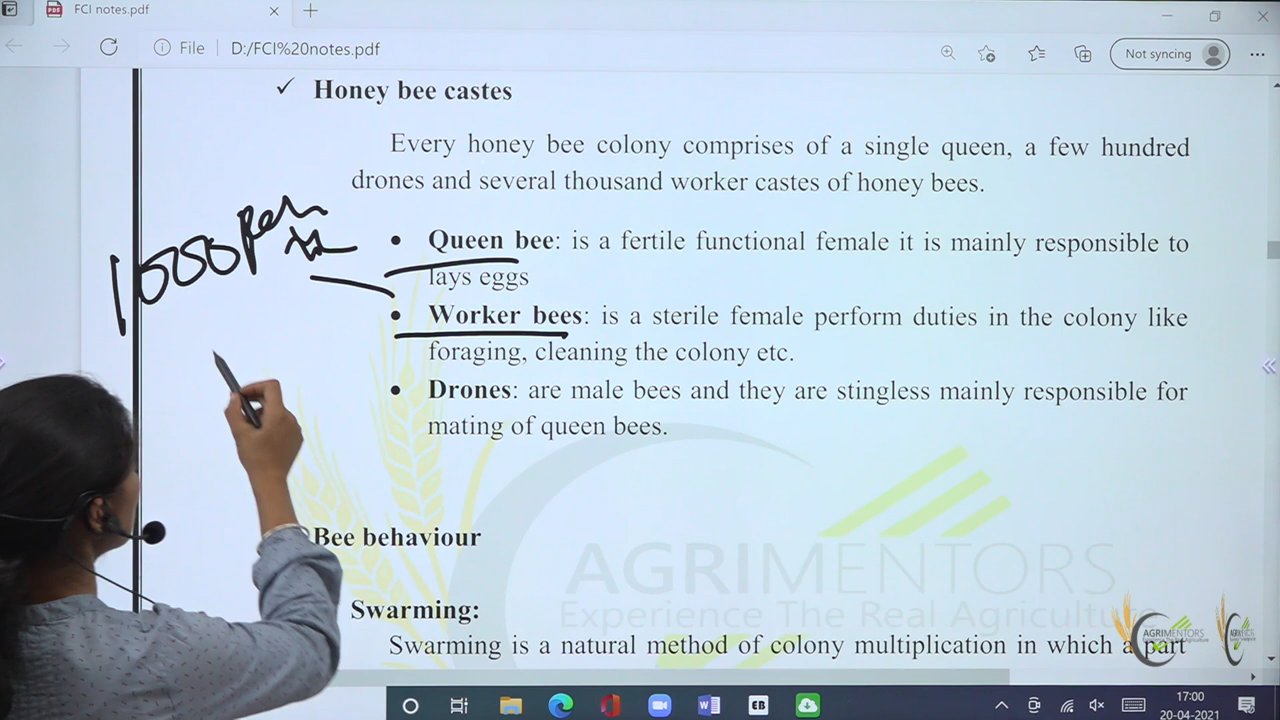 FCI notes.pdf
File D:/FCI%20notes.pdf
Not syncing
✓ Honey bee castes
Every honey bee colony comprises of a single queen, a few hundred
drones and several thousand worker castes of honey bees.
• Queen bee: is a fertile functional female it is mainly responsible to
lays eggs
• Worker bees: is a sterile female perform duties in the colony like
foraging, cleaning the colony etc.
• Drones: are male bees and they are stingless mainly responsible for
mating of queen bees.
1000
Bee behaviour
AGRIMENTORS
Experience The Real Agriculture
Swarming:
Swarming is a natural method of colony multiplication in which a part
AGRIMENTORS
EB
17:00
20-04-2021